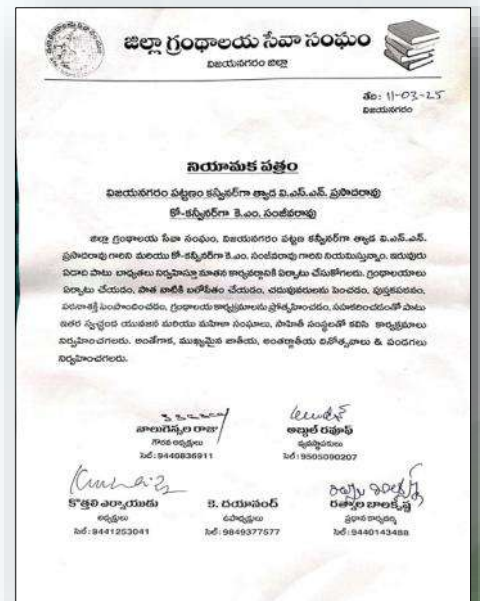 జిల్లా గ్రంథాలయ సేవా సంఘం
విజయనగరం జిల్లా
తేది: 11-03-25
విజయనగరం
నియామక పత్రం
విజయనగరం పట్టణం కన్వీనర్‌గా త్యాడ వి.ఎస్.ఎన్. ప్రసాదరావు
కో-కన్వీనర్‌గా కె.ఎం. సంజీవరావు
జిల్లా గ్రంథాలయ సేవా సంఘం, విజయనగరం పట్టణ కన్వీనర్‌గా త్యాడ వి.ఎస్.ఎన్.
ప్రసాదరావు గారిని మరియు కో-కన్వీనర్‌గా కె.ఎం. సంజీవరావు గారిని నియమిస్తున్నాం. ఇరువురు
ఏడాది పాటు బాధ్యతలు నిర్వహిస్తూ నూతన కార్యవర్గానికి ఏర్పాటు చేసుకోగలరు. గ్రంథాలయాలు
ఏర్పాటు చేయడం, పాత వాటికి బలోపేతం చేయడం, చదువువరులను పెంచడం, పుస్తకపఠనం,
పఠనాశక్తి పెంపొందించడం, గ్రంథాలయ కార్యక్రమాలను ప్రోత్సహించడం, సహకరించడంతో పాటు
ఇతర స్వచ్ఛంద యువజన మరియు మహిళా సంఘాలు, సాహితీ సంస్థలతో కలిసి కార్యక్రమాలు
నిర్వహించగలరు. అంతేగాక, ముఖ్యమైన జాతీయ, అంతర్జాతీయ దినోత్సవాలు & పండగలు
నిర్వహించగలరు.
నాలుగెస్సల రాజు
గౌరవ అధ్యక్షులు
సెల్: 9440836911
అబ్దుల్ రవూఫ్
వ్యవస్థాపకులు
సెల్: 9505090207
కొత్తలి ఎర్నాయుడు
అధ్యక్షులు
సెల్: 9441253041
కె. దయానంద్
ఉపాధ్యక్షులు
సెల్: 9849377577
రత్నాల బాలకృష్ణ
ప్రధాన కార్యదర్శి
సెల్: 9440143488